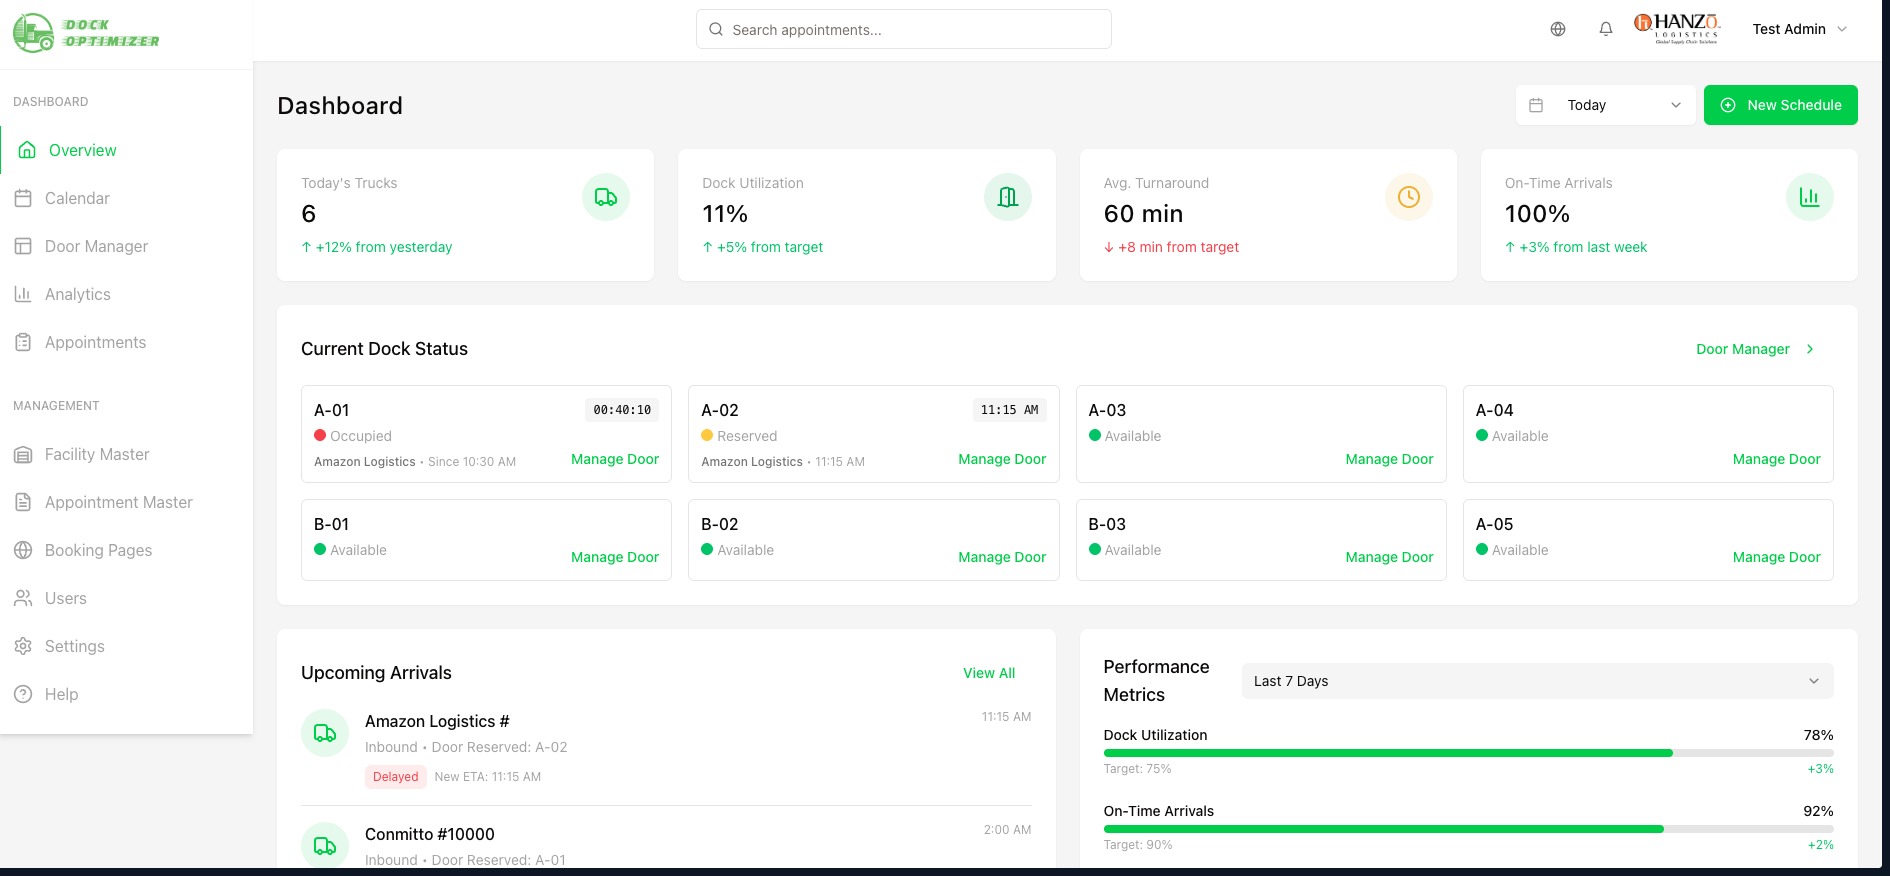 DOCK
OPTIMIZER
Search appointments...
HANZŌ
LOGISTICS
Global Supply Chain Solutions
Test Admin
DASHBOARD
Overview
Calendar
Door Manager
Analytics
Appointments
MANAGEMENT
Facility Master
Appointment Master
Booking Pages
Users
Settings
Help
Dashboard
Today
New Schedule
Today's Trucks
6
↑ +12% from yesterday
Dock Utilization
11%
↑ +5% from target
Avg. Turnaround
60 min
↓ +8 min from target
On-Time Arrivals
100%
↑ +3% from last week
Current Dock Status
Door Manager
A-01
00:40:10
Occupied
Amazon Logistics • Since 10:30 AM
Manage Door
A-02
11:15 AM
Reserved
Amazon Logistics • 11:15 AM
Manage Door
A-03
Available
Manage Door
A-04
Available
Manage Door
B-01
Available
Manage Door
B-02
Available
Manage Door
B-03
Available
Manage Door
A-05
Available
Manage Door
Upcoming Arrivals
View All
Amazon Logistics #
11:15 AM
Inbound • Door Reserved: A-02
Delayed
New ETA: 11:15 AM
Conmitto #10000
2:00 AM
Inbound • Door Reserved: A-01
Performance
Metrics
Last 7 Days
Dock Utilization
78%
Target: 75%
+3%
On-Time Arrivals
92%
Target: 90%
+2%